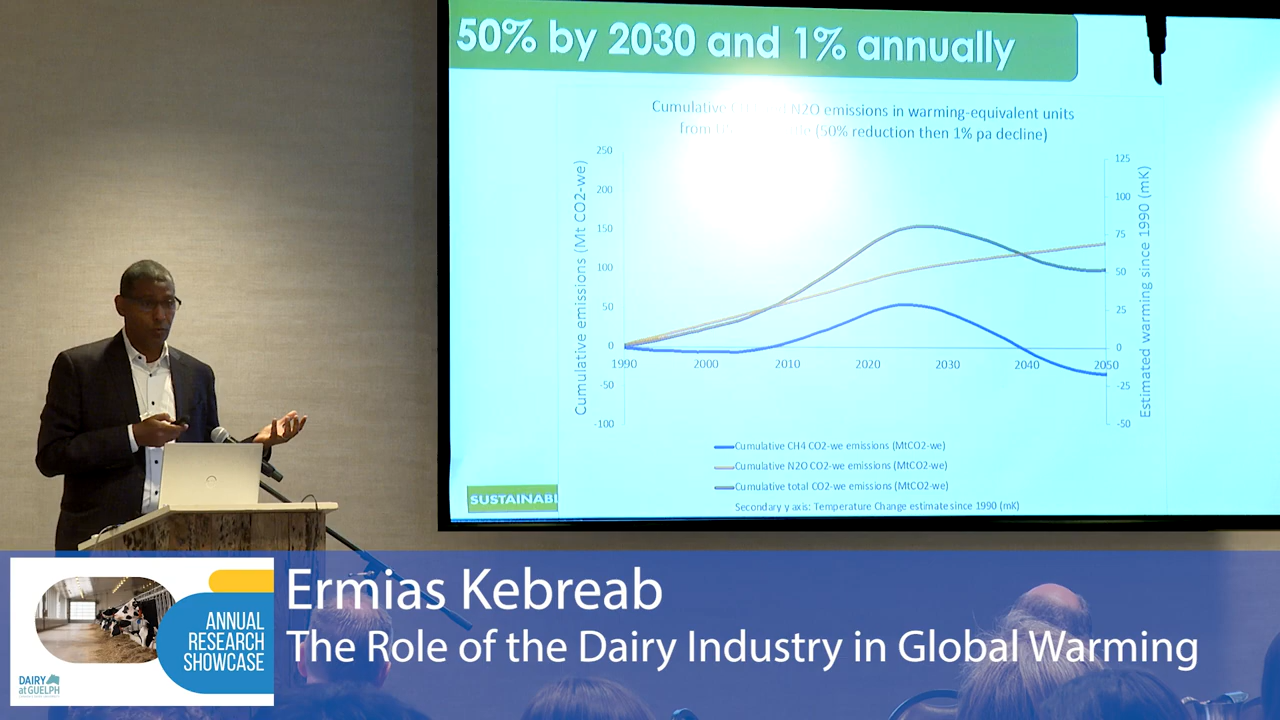 50% by 2030 and 1% annually
Cumulative N2O emissions in warming-equivalent units
from (50% reduction then 1% pa decline)
Cumulative emissions (Mt CO2-we)
250
200
150
100
50
0
-50
-100
1990 2000 2010 2020 2030 2040 2050
125
100
75
50
25
0
-25
-50
Estimated warming since 1990 (mK)
Cumulative CH4 CO2-we emissions (MtCO2-we)
Cumulative N2O CO2-we emissions (MtCO2-we)
Cumulative total CO2-we emissions (MtCO2-we)
Secondary y axis: Temperature Change estimate since 1990 (mK)
SUSTAINABL
Ermias Kebreab
The Role of the Dairy Industry in Global Warming
ANNUAL
RESEARCH
SHOWCASE
DAIRY
at GUELPH